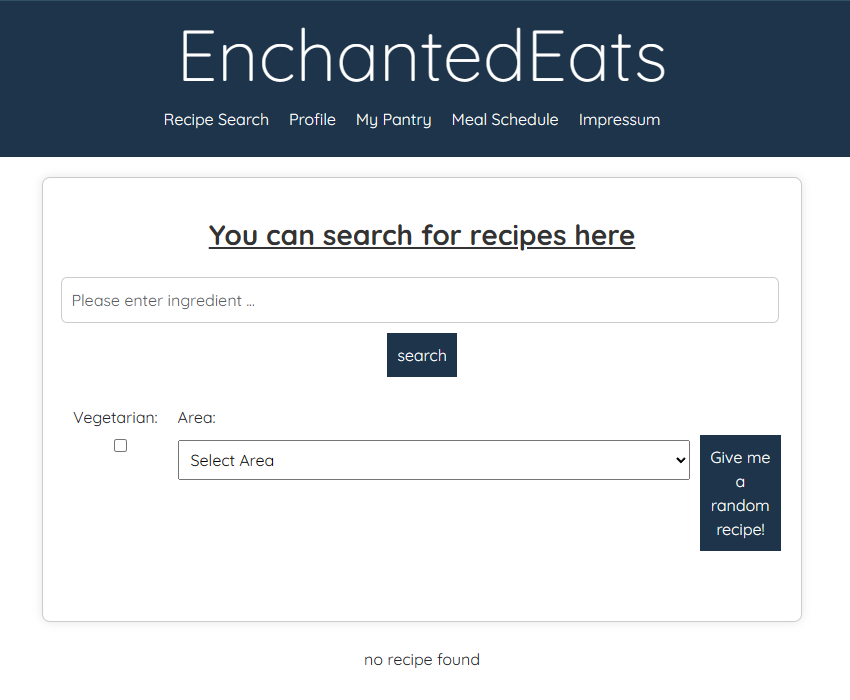 EnchantedEats
Recipe Search Profile My Pantry Meal Schedule Impressum
You can search for recipes here
Please enter ingredient ...
search
Vegetarian: Area:
Select Area
Give me
a
random
recipe!
no recipe found